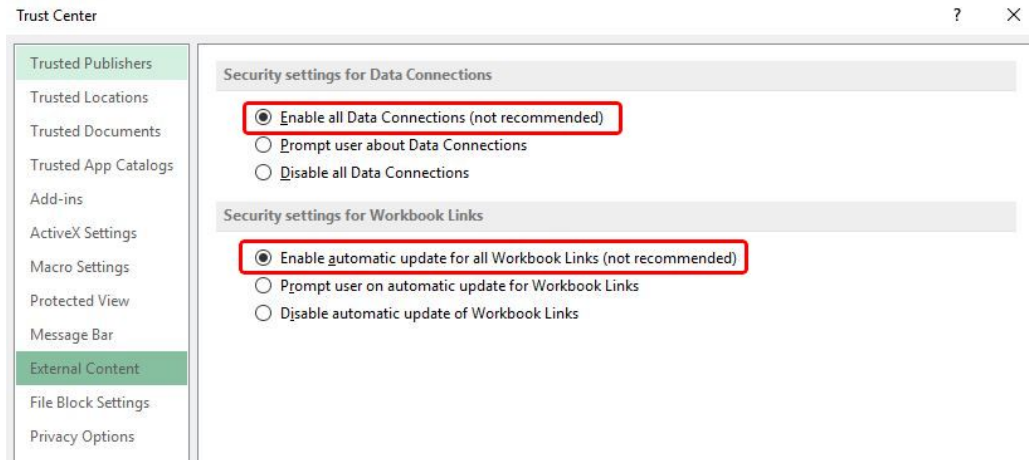 Trust Center
?
Trusted Publishers
Trusted Locations
Trusted Documents
Trusted App Catalogs
Add-ins
ActiveX Settings
Macro Settings
Protected View
Message Bar
External Content
File Block Settings
Privacy Options
Security settings for Data Connections
Enable all Data Connections (not recommended)
Prompt user about Data Connections
Disable all Data Connections
Security settings for Workbook Links
Enable automatic update for all Workbook Links (not recommended)
Prompt user on automatic update for Workbook Links
Disable automatic update of Workbook Links